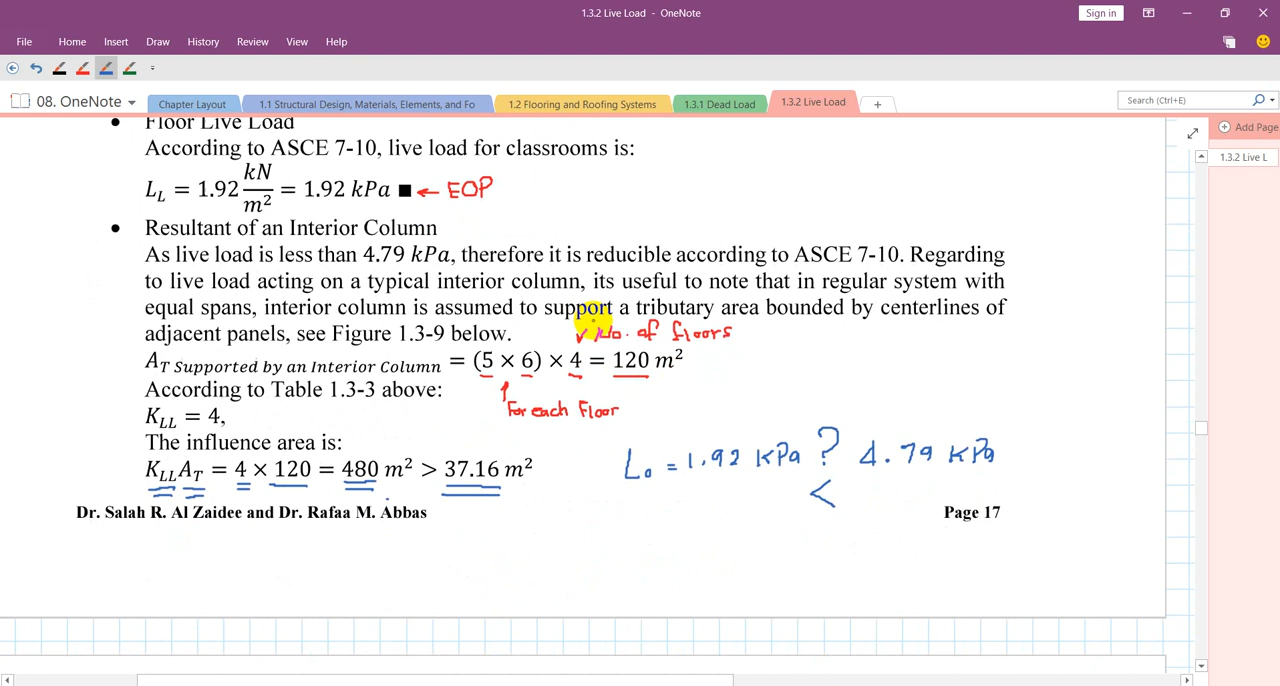 1.3.2 Live Load - OneNote
Sign in
File Home Insert Draw History Review View Help
08. OneNote
Chapter Layout
1.1 Structural Design, Materials, Elements, and Fo
1.2 Flooring and Roofing Systems
1.3.1 Dead Load
1.3.2 Live Load
+
Search (Ctrl+E)
Add Page
1.3.2 Live L
• Floor Live Load
According to ASCE 7-10, live load for classrooms is:
L_L = 1.92 kN/m² = 1.92 kPa ■ ← EOP
• Resultant of an Interior Column
As live load is less than 4.79 kPa, therefore it is reducible according to ASCE 7-10. Regarding
to live load acting on a typical interior column, its useful to note that in regular system with
equal spans, interior column is assumed to support a tributary area bounded by centerlines of
adjacent panels, see Figure 1.3-9 below.
No. of floors
A_T Supported by an Interior Column = (5 × 6) × 4 = 120 m²
According to Table 1.3-3 above:
For each Floor
K_LL = 4,
The influence area is:
L₀ = 1.92 kPa ? 4.79 kPa
K_LL A_T = 4 × 120 = 480 m² > 37.16 m²
<
Dr. Salah R. Al Zaidee and Dr. Rafaa M. Abbas
Page 17